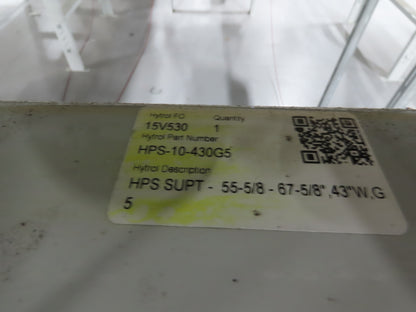 Hytrol FO Quantity
15V530 1
Hytrol Part Number
HPS-10-430G5
Hytrol Description
HPS SUPT - 55-5/8 - 67-5/8",43"W,G
5